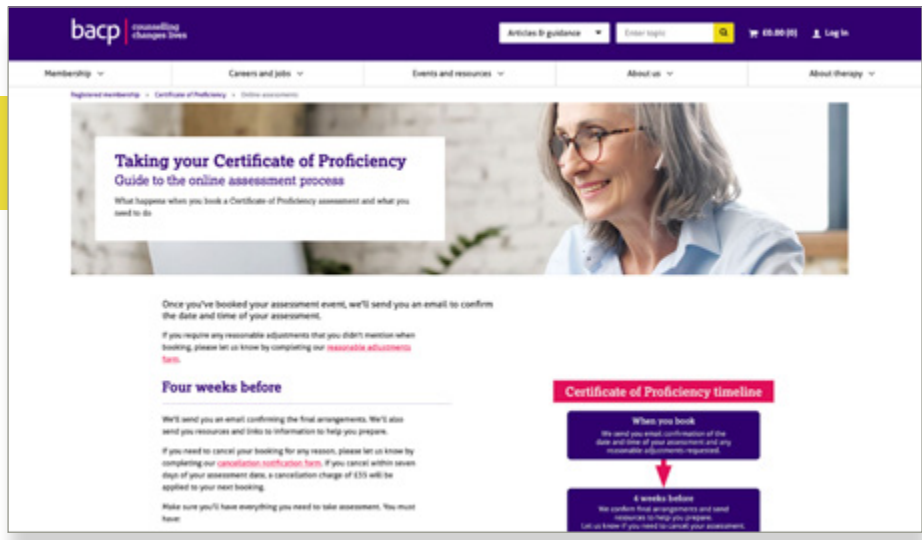 bacp counselling
changes lives
Articles & guidance
Enter topic
£0.00 (0)
Log in
Membership
Careers and jobs
Events and resources
About us
About therapy
Registered membership > Certificate of Proficiency > Online assessments
Taking your Certificate of Proficiency
Guide to the online assessment process
What happens when you book a Certificate of Proficiency assessment and what you
need to do
Once you've booked your assessment event, we'll send you an email to confirm
the date and time of your assessment.
If you require any reasonable adjustments that you didn't mention when
booking, please let us know by completing our reasonable adjustments
form.
Four weeks before
We'll send you an email confirming the final arrangements. We'll also
send you resources and links to information to help you prepare.
If you need to cancel your booking for any reason, please let us know by
completing our cancellation notification form. If you cancel within seven
days of your assessment date, a cancellation charge of £35 will be
applied to your next booking.
Make sure you'll have everything you need to take assessment. You must
have:
Certificate of Proficiency timeline
When you book
We send you email confirmation of the
date and time of your assessment and any
reasonable adjustments requested.
4 weeks before
We confirm final arrangements and send
resources to help you prepare.
Let us know if you need to cancel your assessment.